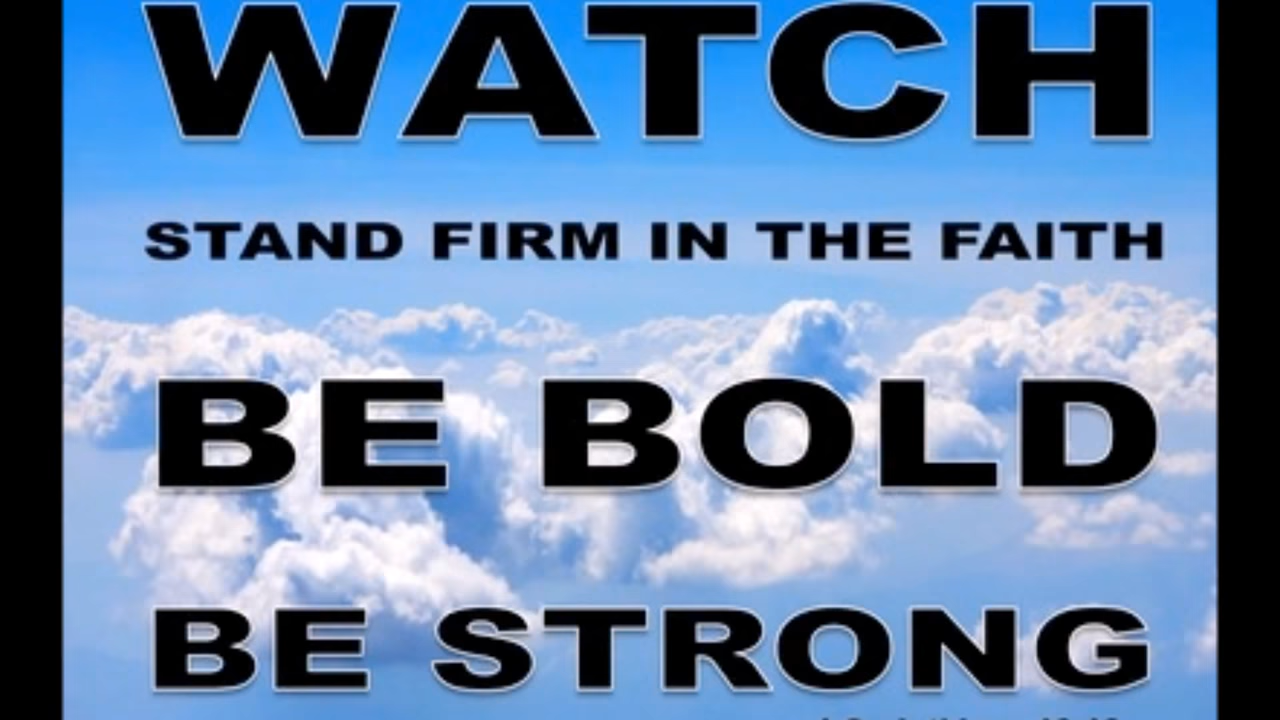 WATCH
STAND FIRM IN THE FAITH
BE BOLD
BE STRONG